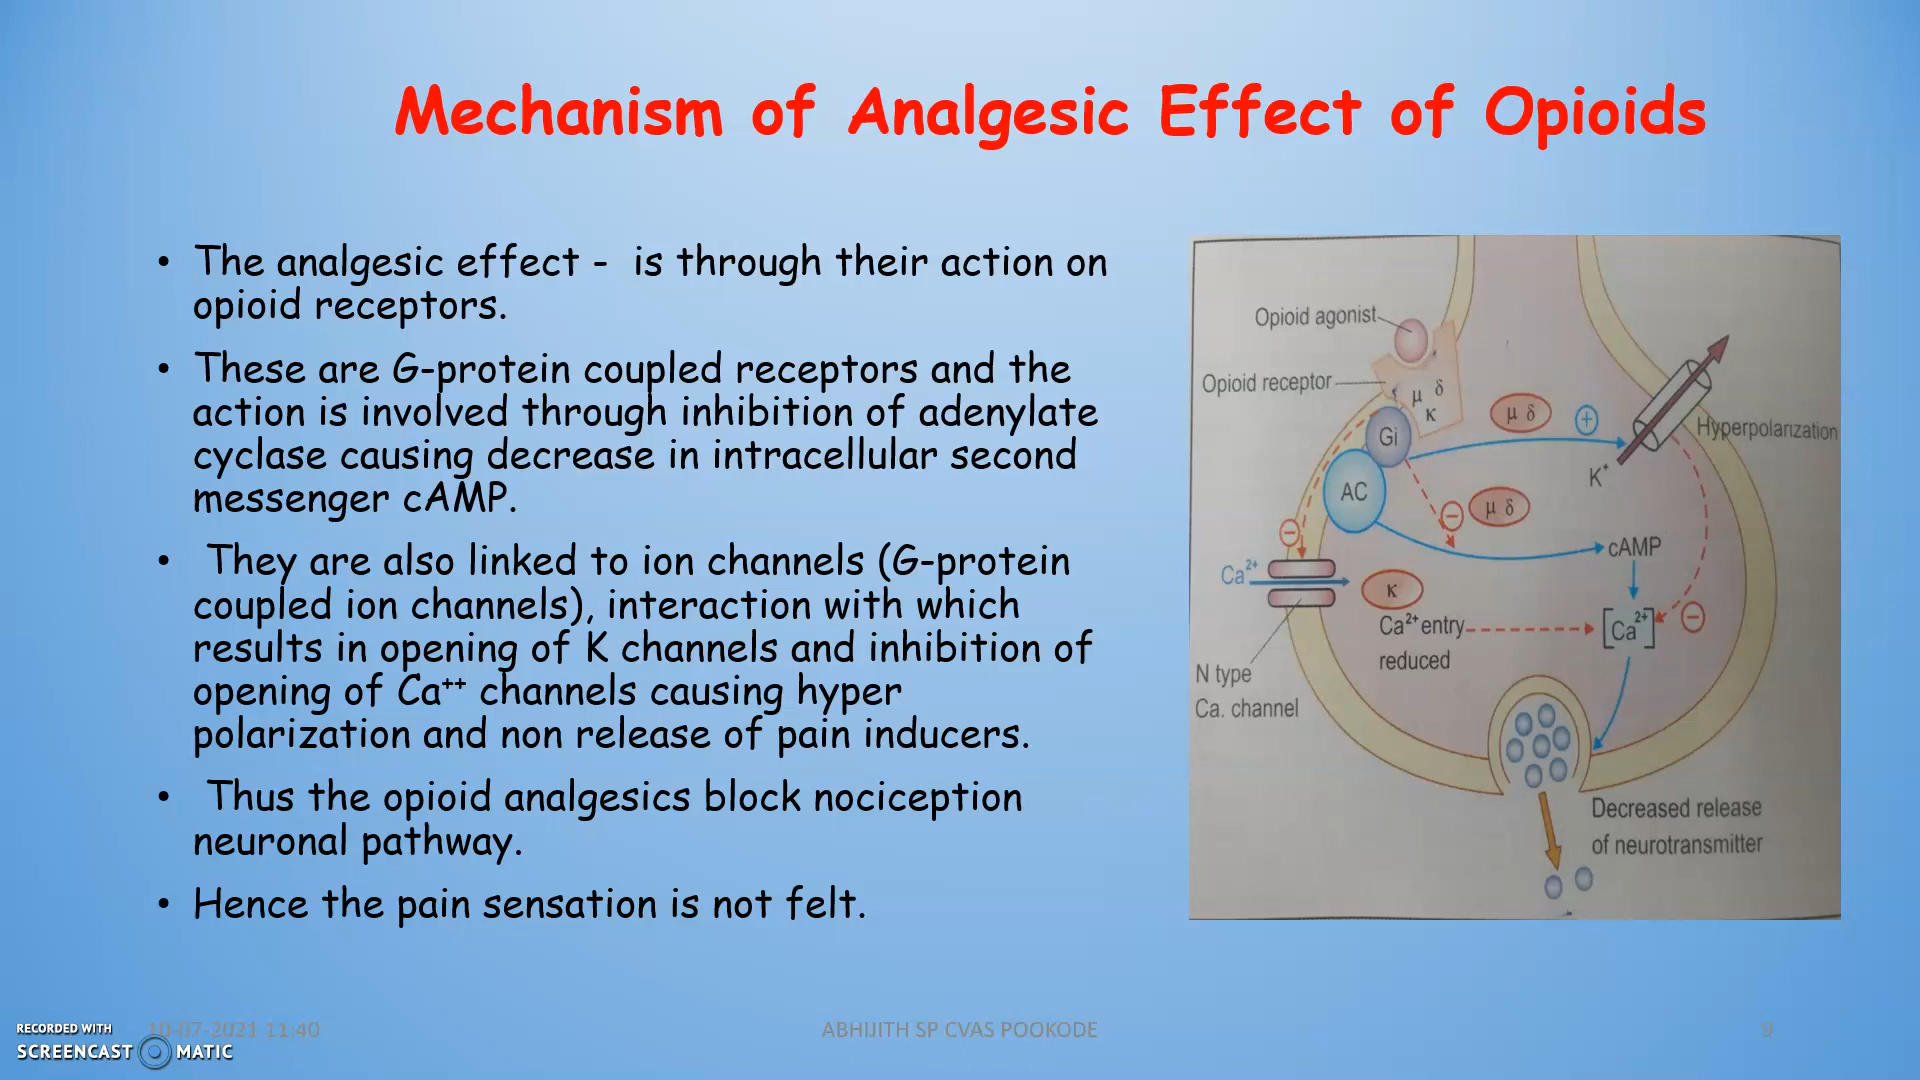 Mechanism of Analgesic Effect of Opioids
• The analgesic effect - is through their action on
opioid receptors.
• These are G-protein coupled receptors and the
action is involved through inhibition of adenylate
cyclase causing decrease in intracellular second
messenger cAMP.
• They are also linked to ion channels (G-protein
coupled ion channels), interaction with which
results in opening of K channels and inhibition of
opening of Ca⁺⁺ channels causing hyper
polarization and non release of pain inducers.
• Thus the opioid analgesics block nociception
neuronal pathway.
• Hence the pain sensation is not felt.
Opioid agonist
Opioid receptor
μ δ
κ
Gi
μ δ
+
Hyperpolarization
K⁺
AC
−
μ δ
−
cAMP
Ca²⁺
κ
Ca²⁺ entry
reduced
[Ca²⁺]
−
N type
Ca. channel
Decreased release
of neurotransmitter
RECORDED WITH
SCREENCAST MATIC
10-07-2021 11:40
ABHIJITH SP CVAS POOKODE
9